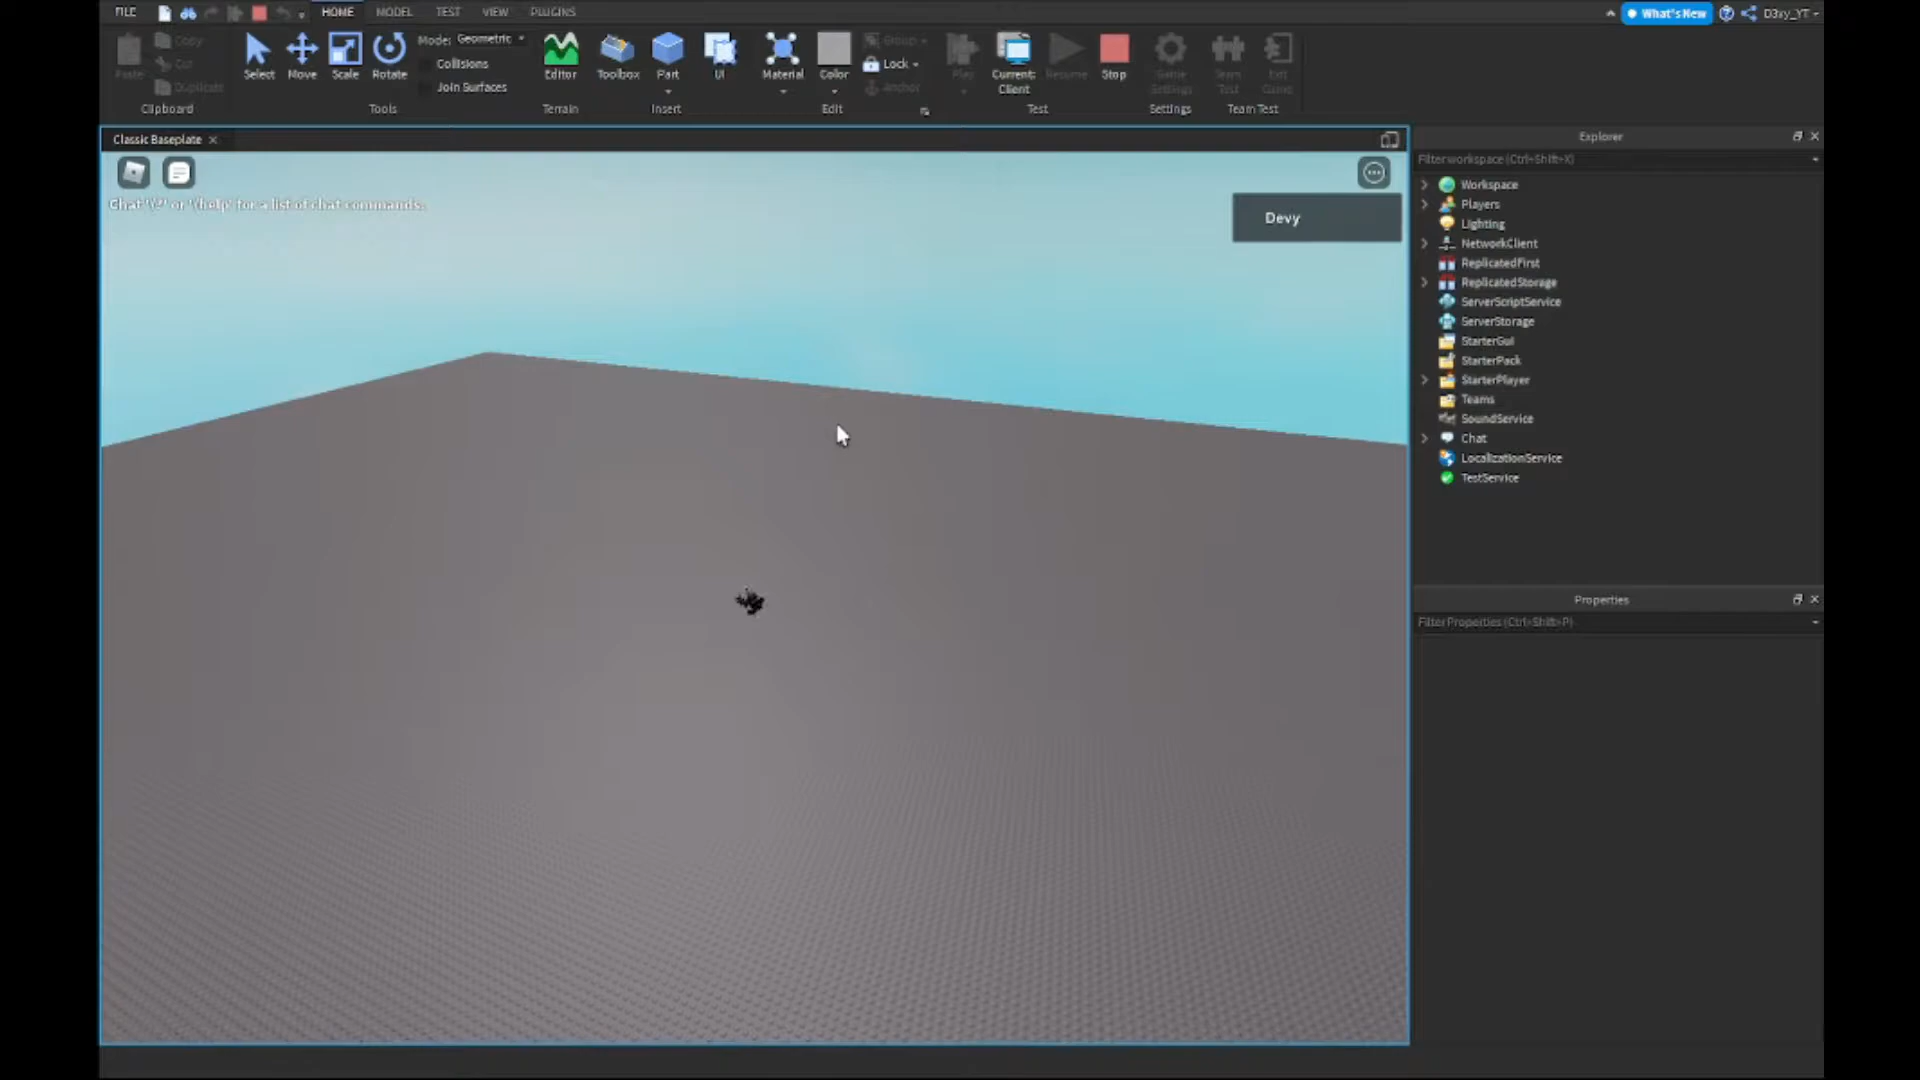 FILE HOME MODEL TEST VIEW PLUGINS What's New D3vy_YT
Paste Copy Cut Duplicate Clipboard
Select Move Scale Rotate Mode: Geometric Collisions Join Surfaces Tools
Editor Terrain
Toolbox Part UI Insert
Material Color Group Lock Anchor Edit
Play Current: Client Resume Stop Test
Game Settings Settings
Team Test Exit Game Team Test
Classic Baseplate
Chat '/?' or '/help' for a list of chat commands.
Devy
Explorer
Filter workspace (Ctrl+Shift+X)
Workspace
Players
Lighting
NetworkClient
ReplicatedFirst
ReplicatedStorage
ServerScriptService
ServerStorage
StarterGui
StarterPack
StarterPlayer
Teams
SoundService
Chat
LocalizationService
TestService
Properties
Filter Properties (Ctrl+Shift+P)